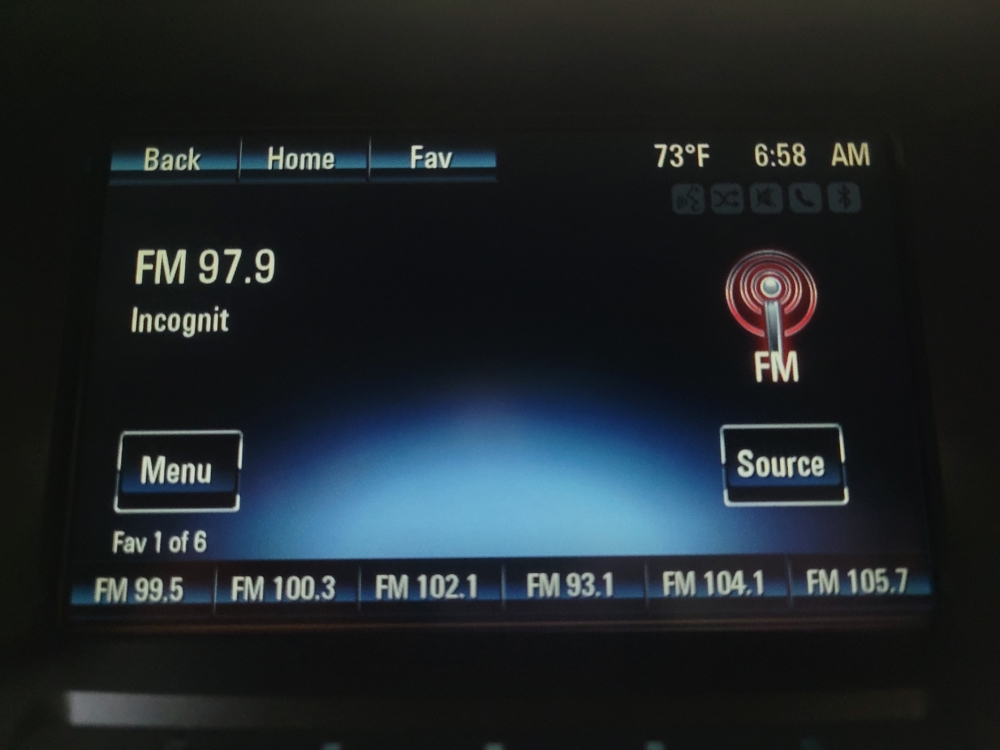 Back Home Fav 73°F 6:58 AM
FM 97.9
Incognit
FM
Menu Source
Fav 1 of 6
FM 99.5 FM 100.3 FM 102.1 FM 93.1 FM 104.1 FM 105.7